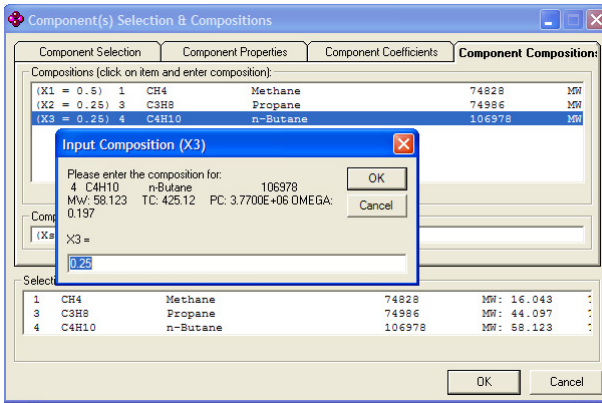 Component(s) Selection & Compositions
Component Selection
Component Properties
Component Coefficients
Component Compositions
Compositions (click on item and enter composition):
(X1 = 0.5) 1 CH4 Methane 74828 MW
(X2 = 0.25) 3 C3H8 Propane 74986 MW
(X3 = 0.25) 4 C4H10 n-Butane 106978 MW
Input Composition (X3)
Please enter the composition for:
4 C4H10 n-Butane 106978
MW: 58.123 TC: 425.12 PC: 3.7700E+06 OMEGA:
0.197
OK
Cancel
X3 =
0.25
Comp
(Xs
Selecti
1 CH4 Methane 74828 MW: 16.043
3 C3H8 Propane 74986 MW: 44.097
4 C4H10 n-Butane 106978 MW: 58.123
OK
Cancel